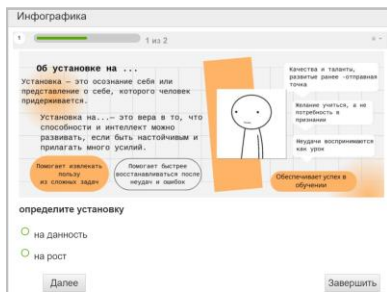 Инфографика
1
1 из 2
Об установке на ...
Установка – это осознание себя или
представление о себе, которого человек
придерживается.
Установка на...– это вера в то, что
способности и интеллект можно
развивать, если быть настойчивым и
прилагать много усилий.
Помогает извлекать
пользу
из сложных задач
Помогает быстрее
восстанавливаться после
неудач и ошибок
Качества и таланты,
развитые ранее -отправная
точка
Желание учиться, а не
потребность в
признании
Неудачи воспринимаются
как урок
Обеспечивает успех в
обучении
определите установку
на данность
на рост
Далее
Завершить